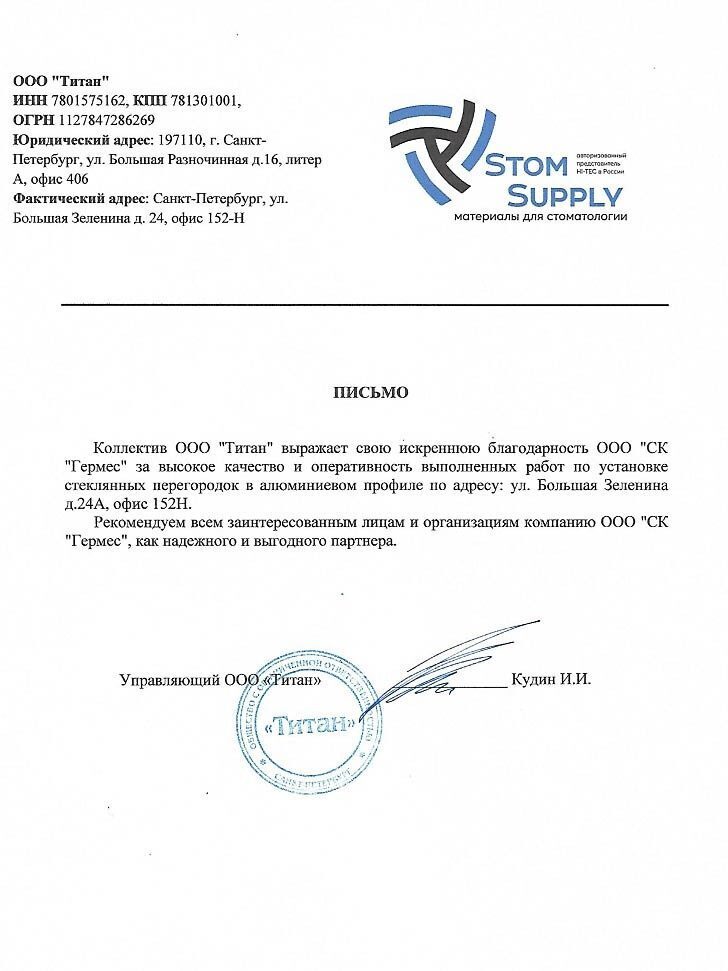 ООО "Титан"
ИНН 7801575162, КПП 781301001,
ОГРН 1127847286269
Юридический адрес: 197110, г. Санкт-
Петербург, ул. Большая Разночинная д.16, литер
А, офис 406
Фактический адрес: Санкт-Петербург, ул.
Большая Зеленина д. 24, офис 152-Н
STOM
SUPPLY
авторизованный
представитель
HI-TEC в России
материалы для стоматологии
ПИСЬМО
Коллектив ООО "Титан" выражает свою искреннюю благодарность ООО "СК
"Гермес" за высокое качество и оперативность выполненных работ по установке
стеклянных перегородок в алюминиевом профиле по адресу: ул. Большая Зеленина
д.24А, офис 152Н.
Рекомендуем всем заинтересованным лицам и организациям компанию ООО "СК
"Гермес", как надежного и выгодного партнера.
Управляющий ООО «Титан»
Кудин И.И.
ОБЩЕСТВО С ОГРАНИЧЕННОЙ ОТВЕТСТВЕННОСТЬЮ
«Титан»
САНКТ-ПЕТЕРБУРГ